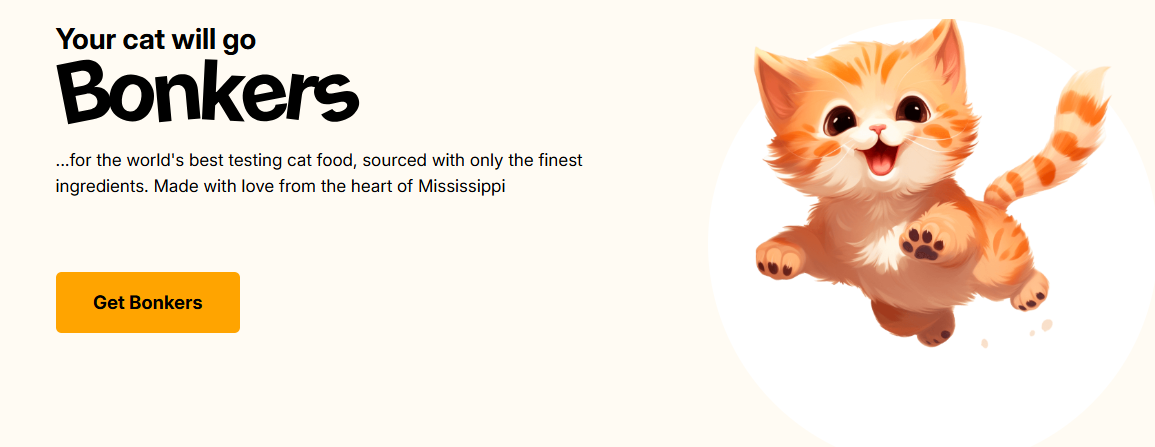 Your cat will go
Bonkers
...for the world's best testing cat food, sourced with only the finest
ingredients. Made with love from the heart of Mississippi
Get Bonkers